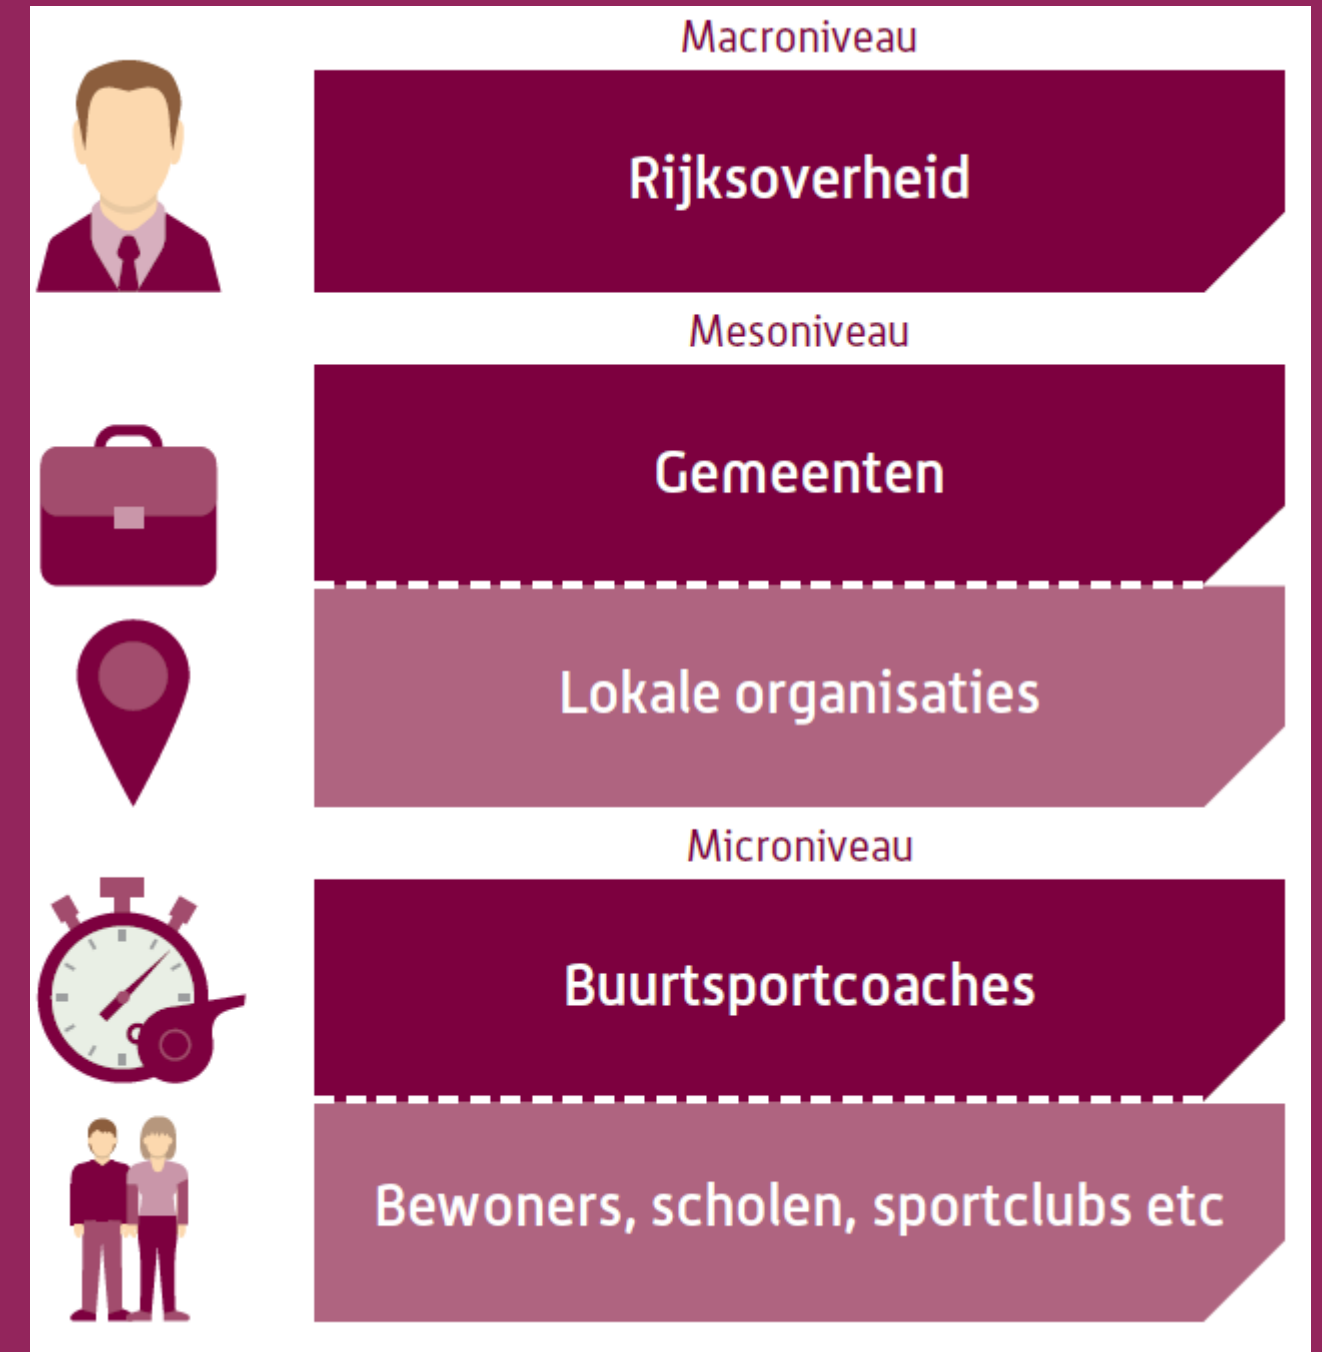 Macroniveau
Rijksoverheid
Mesoniveau
Gemeenten
Lokale organisaties
Microniveau
Buurtsportcoaches
Bewoners, scholen, sportclubs etc